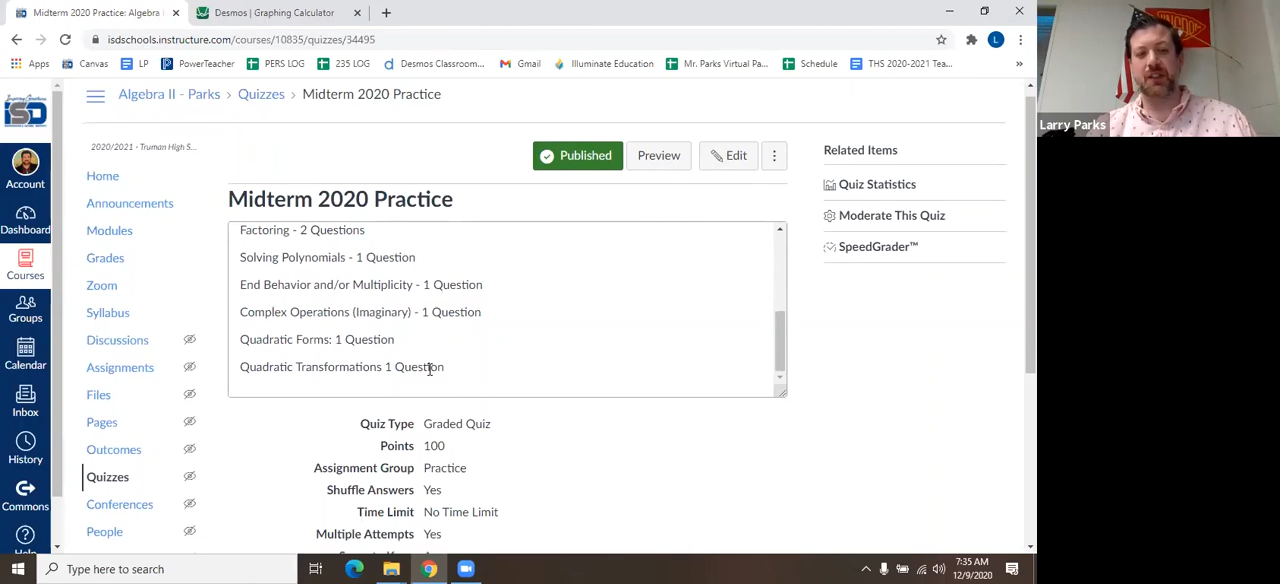 Midterm 2020 Practice: Algebra
Desmos | Graphing Calculator
isdschools.instructure.com/courses/10835/quizzes/34495
L
Apps
Canvas
LP
PowerTeacher
PERS LOG
235 LOG
Desmos Classroom...
Gmail
Illuminate Education
Mr. Parks Virtual Pa...
Schedule
THS 2020-2021 Tea...
Larry Parks
ISD
Account
Dashboard
Courses
Groups
Calendar
Inbox
History
Commons
Help
Algebra II - Parks > Quizzes > Midterm 2020 Practice
2020/2021 - Truman High S...
Home
Announcements
Modules
Grades
Zoom
Syllabus
Discussions
Assignments
Files
Pages
Outcomes
Quizzes
Conferences
People
Published
Preview
Edit
Midterm 2020 Practice
Factoring - 2 Questions
Solving Polynomials - 1 Question
End Behavior and/or Multiplicity - 1 Question
Complex Operations (Imaginary) - 1 Question
Quadratic Forms: 1 Question
Quadratic Transformations 1 Question
Quiz Type Graded Quiz
Points 100
Assignment Group Practice
Shuffle Answers Yes
Time Limit No Time Limit
Multiple Attempts Yes
Related Items
Quiz Statistics
Moderate This Quiz
SpeedGrader™
Type here to search
7:35 AM
12/9/2020